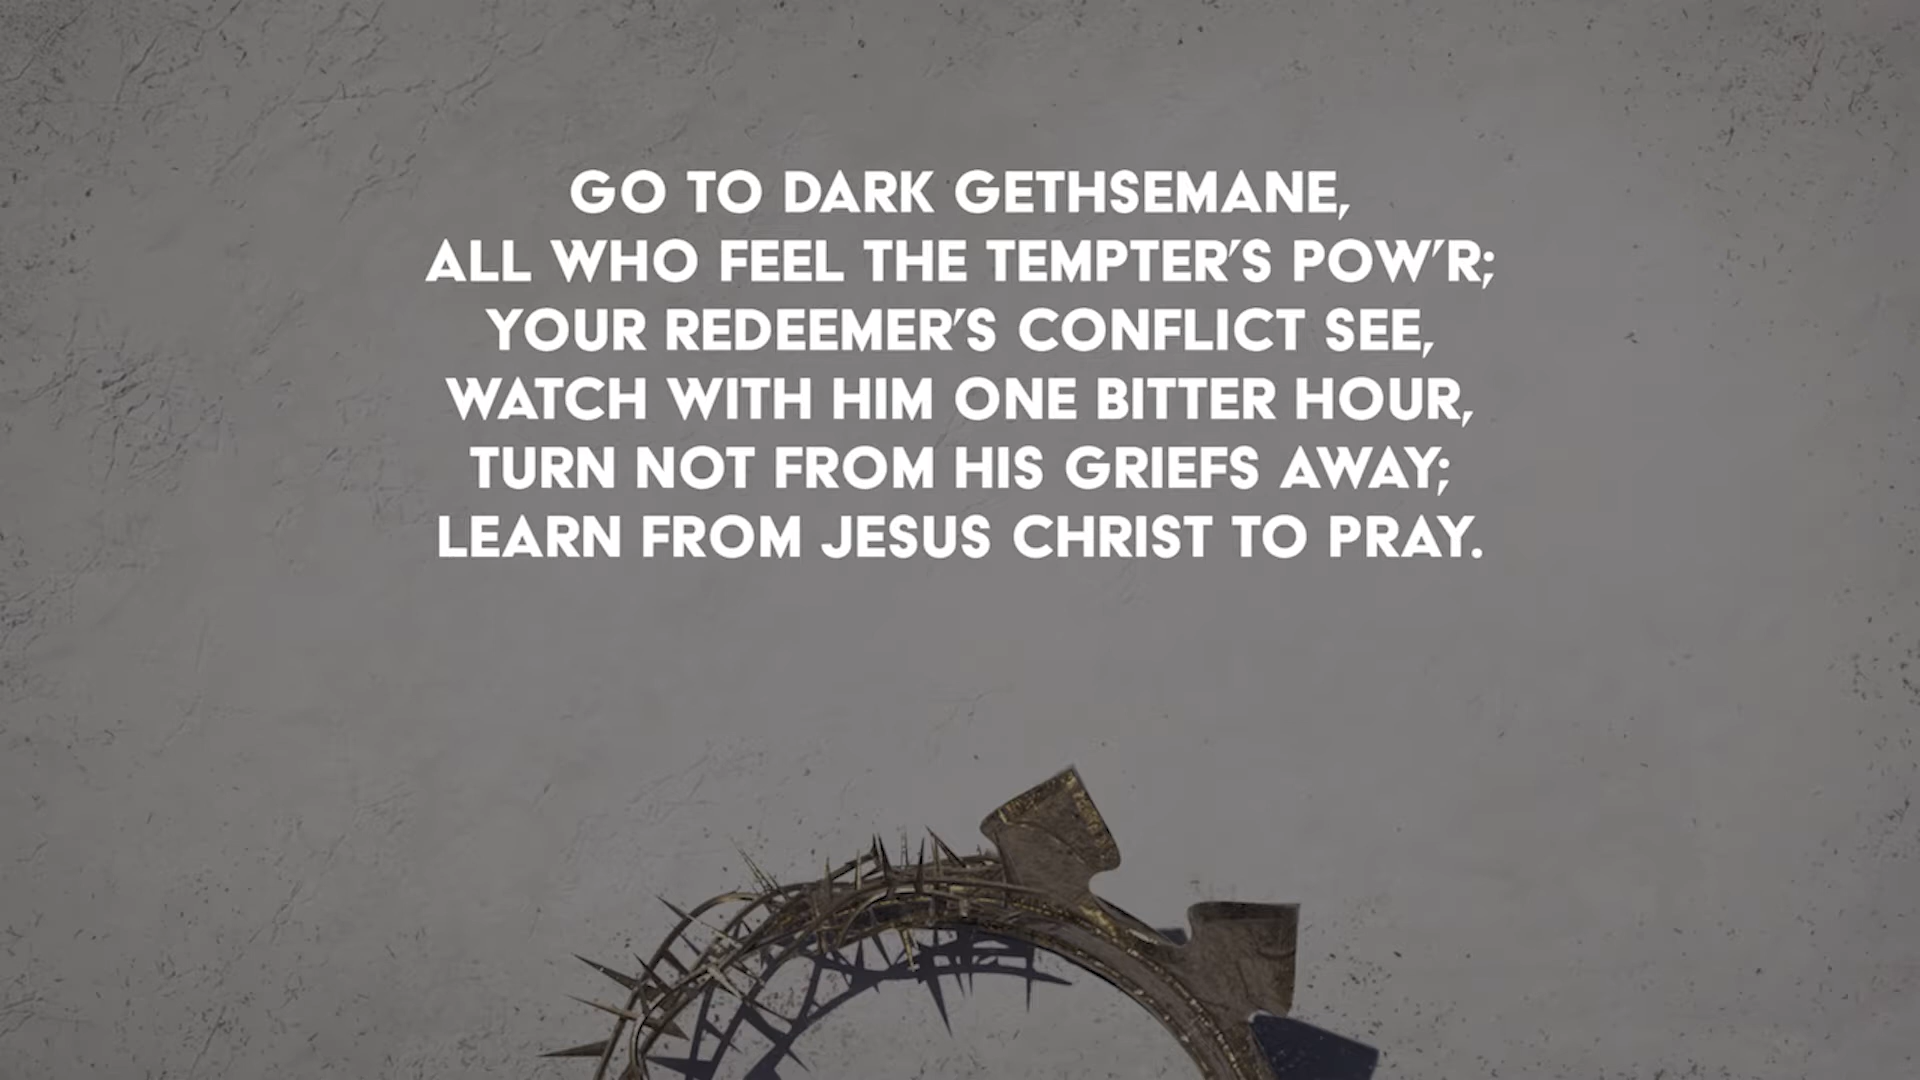 GO TO DARK GETHSEMANE,
ALL WHO FEEL THE TEMPTER'S POW'R;
YOUR REDEEMER'S CONFLICT SEE,
WATCH WITH HIM ONE BITTER HOUR,
TURN NOT FROM HIS GRIEFS AWAY;
LEARN FROM JESUS CHRIST TO PRAY.